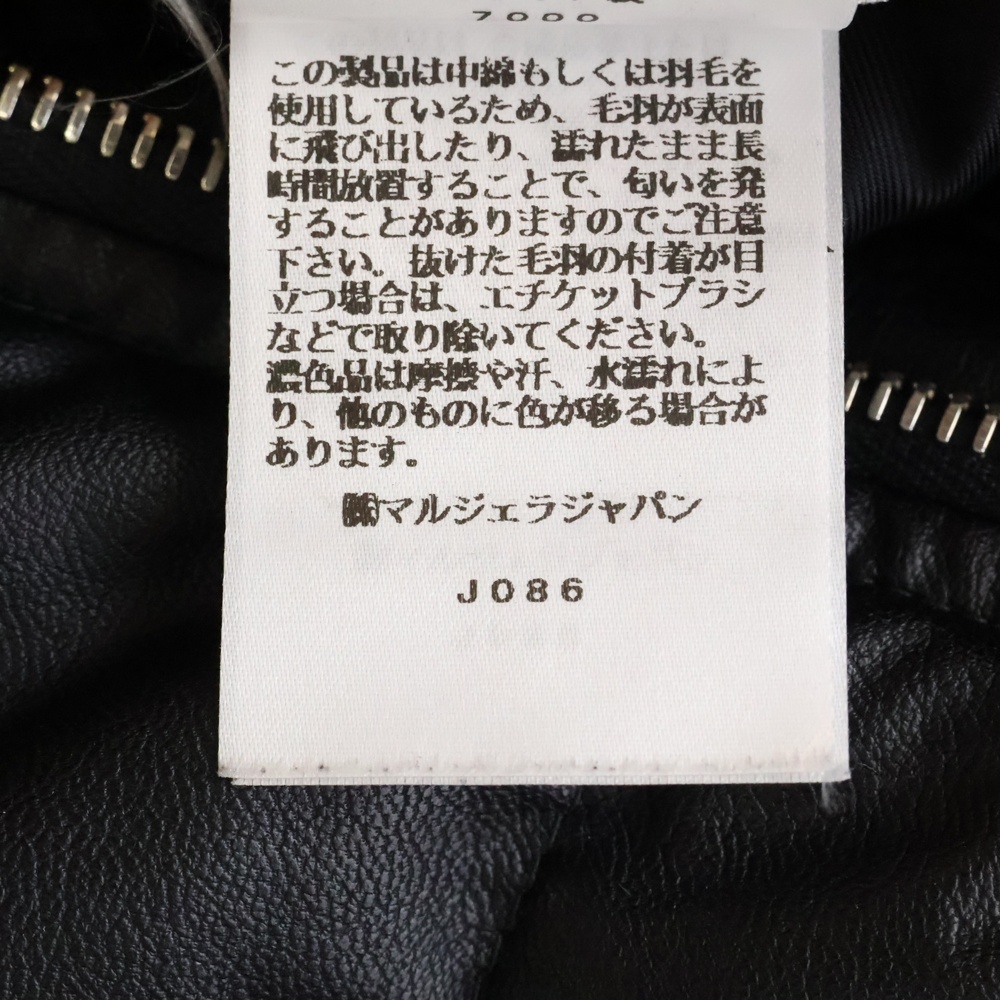 7000
この製品は中綿もしくは羽毛を
使用しているため、毛羽が表面
に飛び出したり、濡れたまま長
時間放置することで、匂いを発
することがありますのでご注意
下さい。抜けた毛羽の付着が目
立つ場合は、エチケットブラシ
などで取り除いてください。
濃色品は摩擦や汗、水濡れによ
り、他のものに色が移る場合が
あります。
㈱マルジェラジャパン
J086